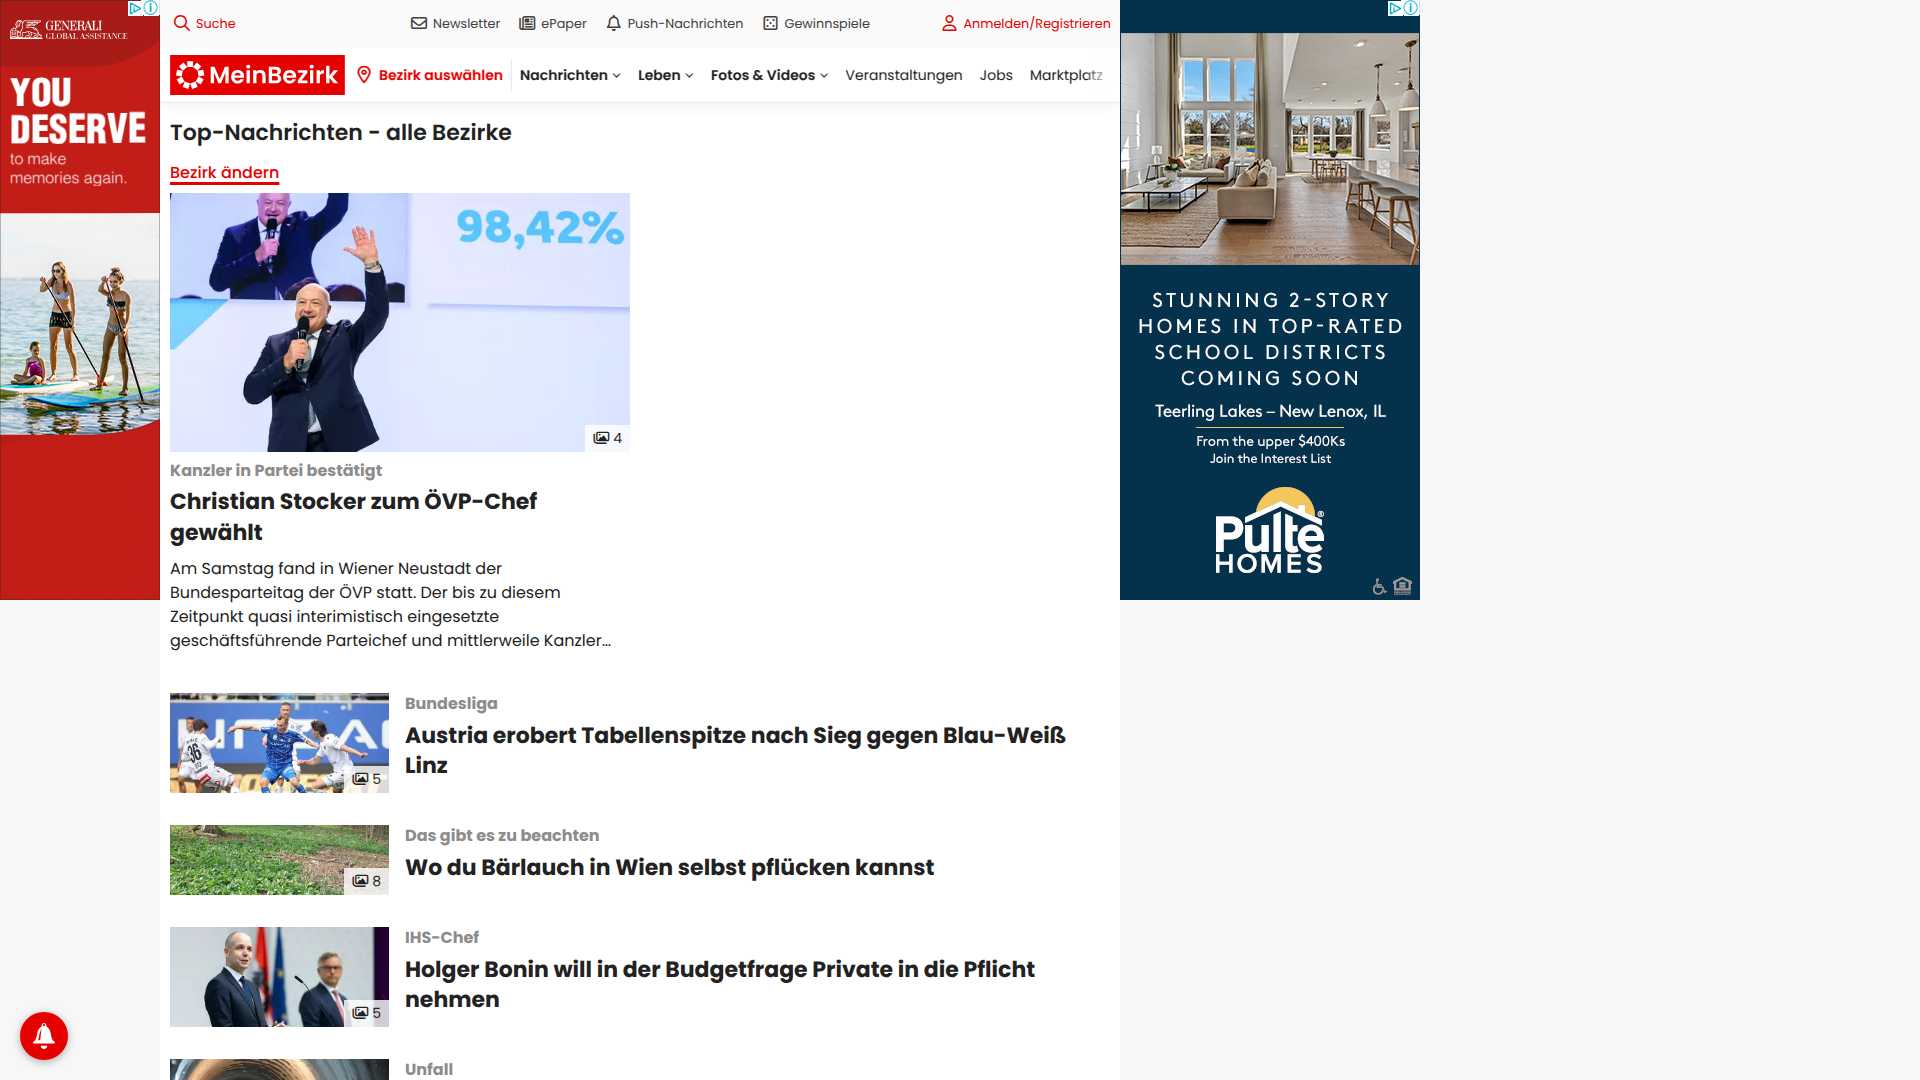 GENERALI
GLOBAL ASSISTANCE
YOU
DESERVE
to make
memories again.
Suche
Newsletter
ePaper
Push-Nachrichten
Gewinnspiele
Anmelden/Registrieren
MeinBezirk
Bezirk auswählen
Nachrichten
Leben
Fotos & Videos
Veranstaltungen
Jobs
Marktplatz
Top-Nachrichten - alle Bezirke
Bezirk ändern
98,42%
4
Kanzler in Partei bestätigt
Christian Stocker zum ÖVP-Chef
gewählt
Am Samstag fand in Wiener Neustadt der
Bundesparteitag der ÖVP statt. Der bis zu diesem
Zeitpunkt quasi interimistisch eingesetzte
geschäftsführende Parteichef und mittlerweile Kanzler...
36
5
Bundesliga
Austria erobert Tabellenspitze nach Sieg gegen Blau-Weiß
Linz
8
Das gibt es zu beachten
Wo du Bärlauch in Wien selbst pflücken kannst
5
IHS-Chef
Holger Bonin will in der Budgetfrage Private in die Pflicht
nehmen
Unfall
STUNNING 2-STORY
HOMES IN TOP-RATED
SCHOOL DISTRICTS
COMING SOON
Teerling Lakes – New Lenox, IL
From the upper $400Ks
Join the Interest List
Pulte®
HOMES